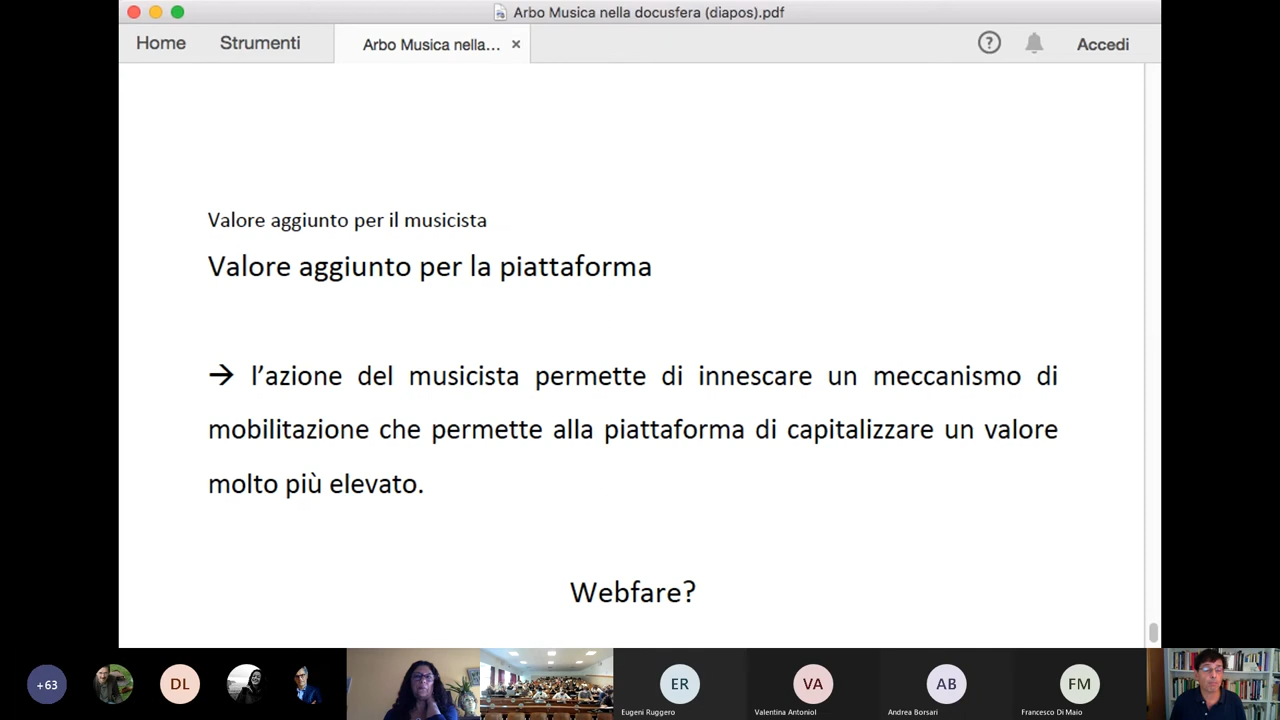 Arbo Musica nella docusfera (diapos).pdf
Home Strumenti Arbo Musica nella... × ? Accedi
Valore aggiunto per il musicista
Valore aggiunto per la piattaforma
→ l’azione del musicista permette di innescare un meccanismo di
mobilitazione che permette alla piattaforma di capitalizzare un valore
molto più elevato.
Webfare?
+63 DL ER VA AB FM
Eugeni Ruggero Valentina Antoniol Andrea Borsari Francesco Di Maio